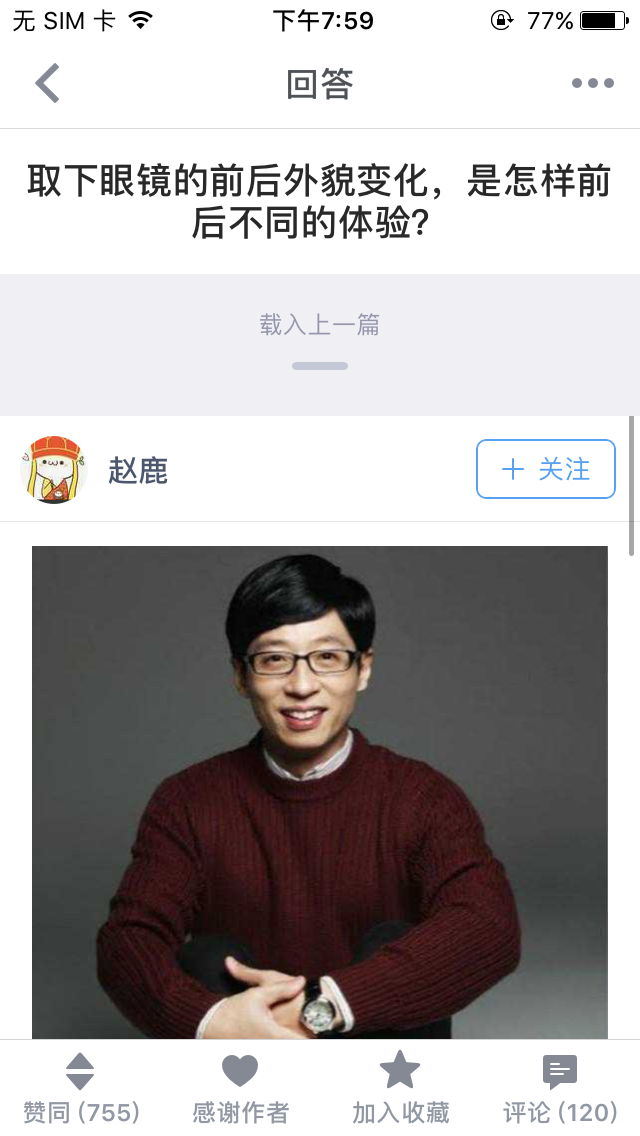 无 SIM 卡
下午7:59
77%
回答
取下眼镜的前后外貌变化，是怎样前
后不同的体验?
载入上一篇
赵鹿
关注
赞同 (755)
感谢作者
加入收藏
评论 (120)